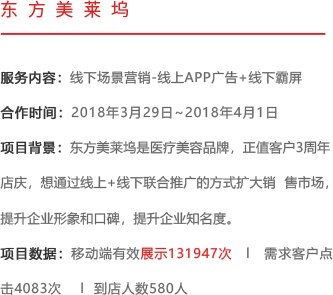 东方美莱坞
服务内容：线下场景营销-线上APP广告+线下霸屏
合作时间：2018年3月29日~2018年4月1日
项目背景：东方美莱坞是医疗美容品牌，正值客户3周年
店庆，想通过线上+线下联合推广的方式扩大销 售市场，
提升企业形象和口碑，提升企业知名度。
项目数据：移动端有效展示131947次 | 需求客户点
击4083次 | 到店人数580人